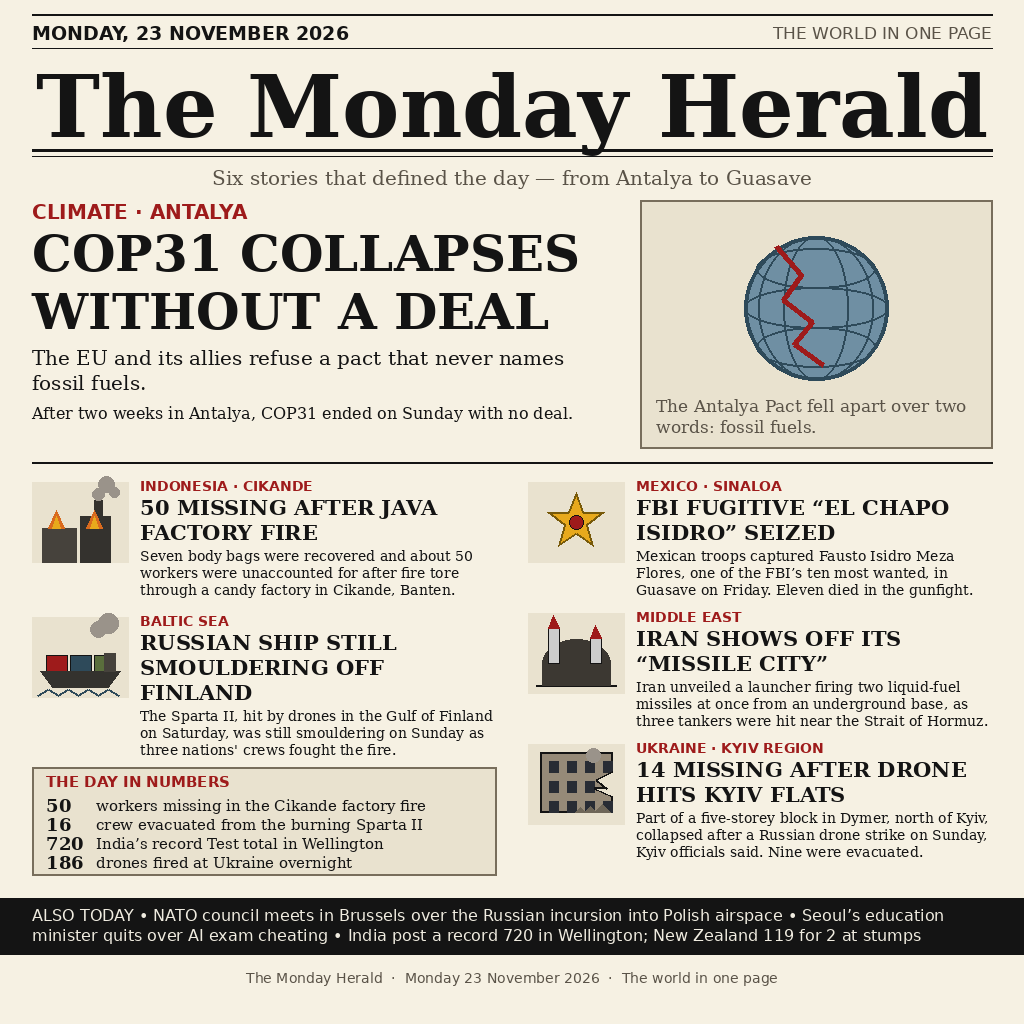 MONDAY, 23 NOVEMBER 2026
THE WORLD IN ONE PAGE
The Monday Herald
Six stories that defined the day — from Antalya to Guasave
CLIMATE · ANTALYA
COP31 COLLAPSES
WITHOUT A DEAL
The EU and its allies refuse a pact that never names
fossil fuels.
After two weeks in Antalya, COP31 ended on Sunday with no deal.
The Antalya Pact fell apart over two
words: fossil fuels.
INDONESIA · CIKANDE
50 MISSING AFTER JAVA
FACTORY FIRE
Seven body bags were recovered and about 50
workers were unaccounted for after fire tore
through a candy factory in Cikande, Banten.
BALTIC SEA
RUSSIAN SHIP STILL
SMOULDERING OFF
FINLAND
The Sparta II, hit by drones in the Gulf of Finland
on Saturday, was still smouldering on Sunday as
three nations' crews fought the fire.
THE DAY IN NUMBERS
50 workers missing in the Cikande factory fire
16 crew evacuated from the burning Sparta II
720 India’s record Test total in Wellington
186 drones fired at Ukraine overnight
MEXICO · SINALOA
FBI FUGITIVE “EL CHAPO
ISIDRO” SEIZED
Mexican troops captured Fausto Isidro Meza
Flores, one of the FBI’s ten most wanted, in
Guasave on Friday. Eleven died in the gunfight.
MIDDLE EAST
IRAN SHOWS OFF ITS
“MISSILE CITY”
Iran unveiled a launcher firing two liquid-fuel
missiles at once from an underground base, as
three tankers were hit near the Strait of Hormuz.
UKRAINE · KYIV REGION
14 MISSING AFTER DRONE
HITS KYIV FLATS
Part of a five-storey block in Dymer, north of Kyiv,
collapsed after a Russian drone strike on Sunday,
Kyiv officials said. Nine were evacuated.
ALSO TODAY • NATO council meets in Brussels over the Russian incursion into Polish airspace • Seoul’s education
minister quits over AI exam cheating • India post a record 720 in Wellington; New Zealand 119 for 2 at stumps
The Monday Herald · Monday 23 November 2026 · The world in one page